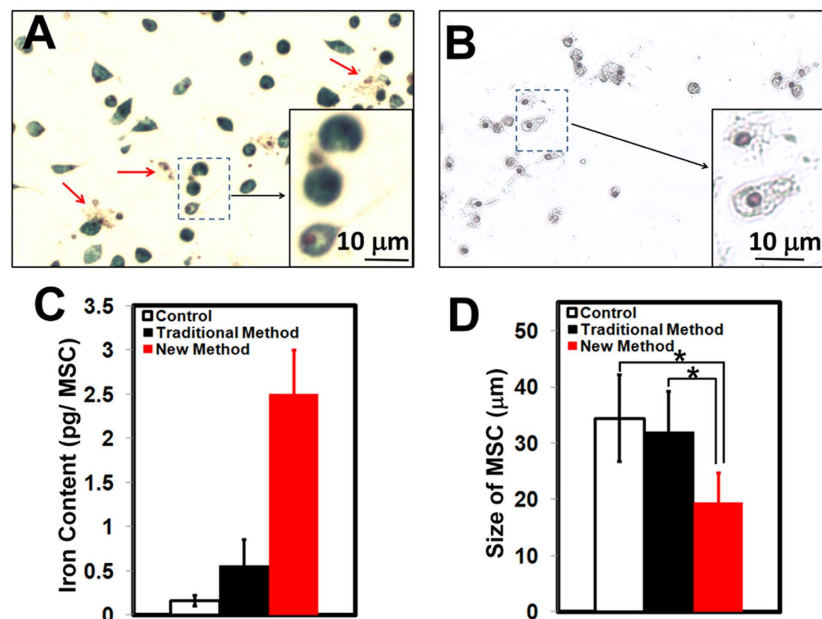 A
10 μm
B
10 μm
C
Iron Content (pg/ MSC)
3.5
3
2.5
2
1.5
1
0.5
0
Control
Traditional Method
New Method
D
Size of MSC (μm)
50
40
30
20
10
0
Control
Traditional Method
New Method
*
*